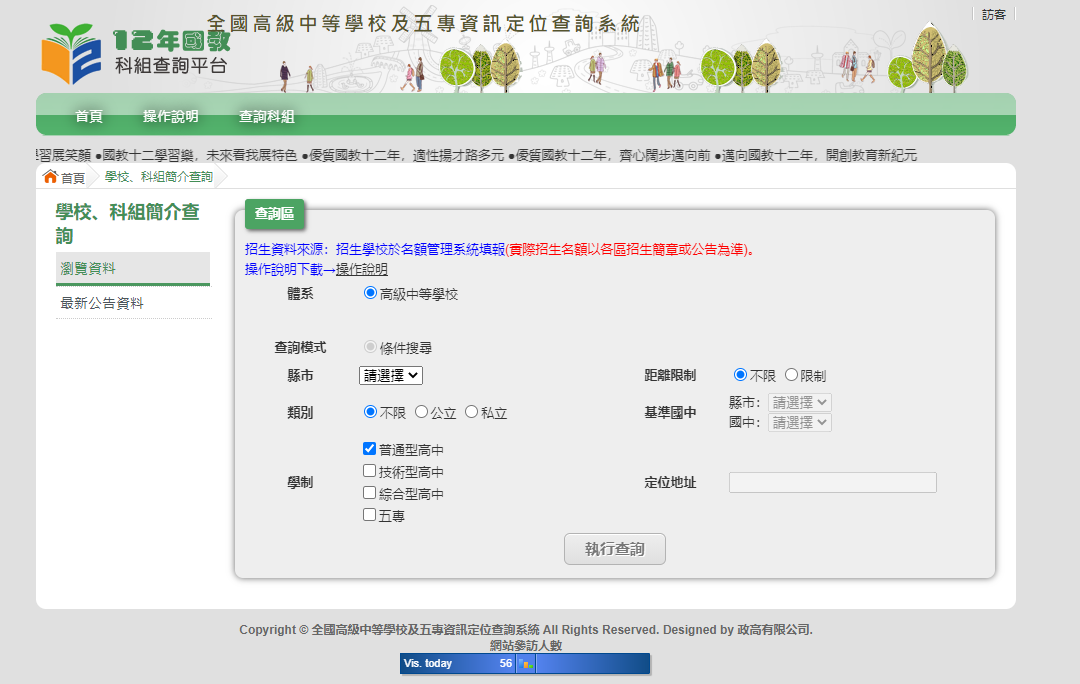 全國高級中等學校及五專資訊定位查詢系統
訪客
12年國教
科組查詢平台
首頁 操作說明 查詢科組
習展笑顏 ●國教十二學習樂，未來看我展特色 ●優質國教十二年，適性揚才路多元 ●優質國教十二年，齊心闊步邁向前 ●邁向國教十二年，開創教育新紀元
首頁 學校、科組簡介查詢
學校、科組簡介查
詢
瀏覽資料
最新公告資料
查詢區
招生資料來源：招生學校於名額管理系統填報(實際招生名額以各區招生簡章或公告為準)。
操作說明下載→操作說明
體系 高級中等學校
查詢模式 條件搜尋
縣市 請選擇 距離限制 不限 限制
類別 不限 公立 私立 基準國中 縣市： 請選擇
國中： 請選擇
學制 普通型高中
技術型高中
綜合型高中
五專
定位地址
執行查詢
Copyright © 全國高級中等學校及五專資訊定位查詢系統 All Rights Reserved. Designed by 政高有限公司.
網站參訪人數
Vis. today 56